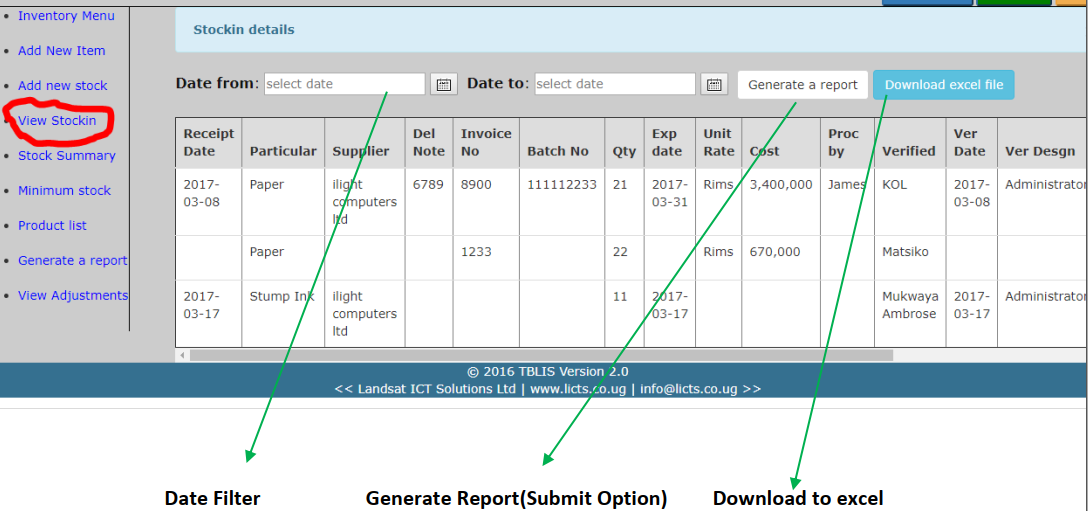 Inventory Menu
Add New Item
Add new stock
View Stockin
Stock Summary
Minimum stock
Product list
Generate a report
View Adjustments
Stockin details
Date from: select date Date to: select date Generate a report Download excel file
Receipt Date Particular Supplier Del Note Invoice No Batch No Qty Exp date Unit Rate Cost Proc by Verified Ver Date Ver Desgn
2017-03-08 Paper ilight computers ltd 6789 8900 111112233 21 2017-03-31 Rims 3,400,000 James KOL 2017-03-08 Administrator
Paper 1233 22 Rims 670,000 Matsiko
2017-03-17 Stump Ink ilight computers ltd 11 2017-03-17 Mukwaya Ambrose 2017-03-17 Administrator
© 2016 TBLIS Version 2.0
<< Landsat ICT Solutions Ltd | www.licts.co.ug | info@licts.co.ug >>
Date Filter Generate Report(Submit Option) Download to excel